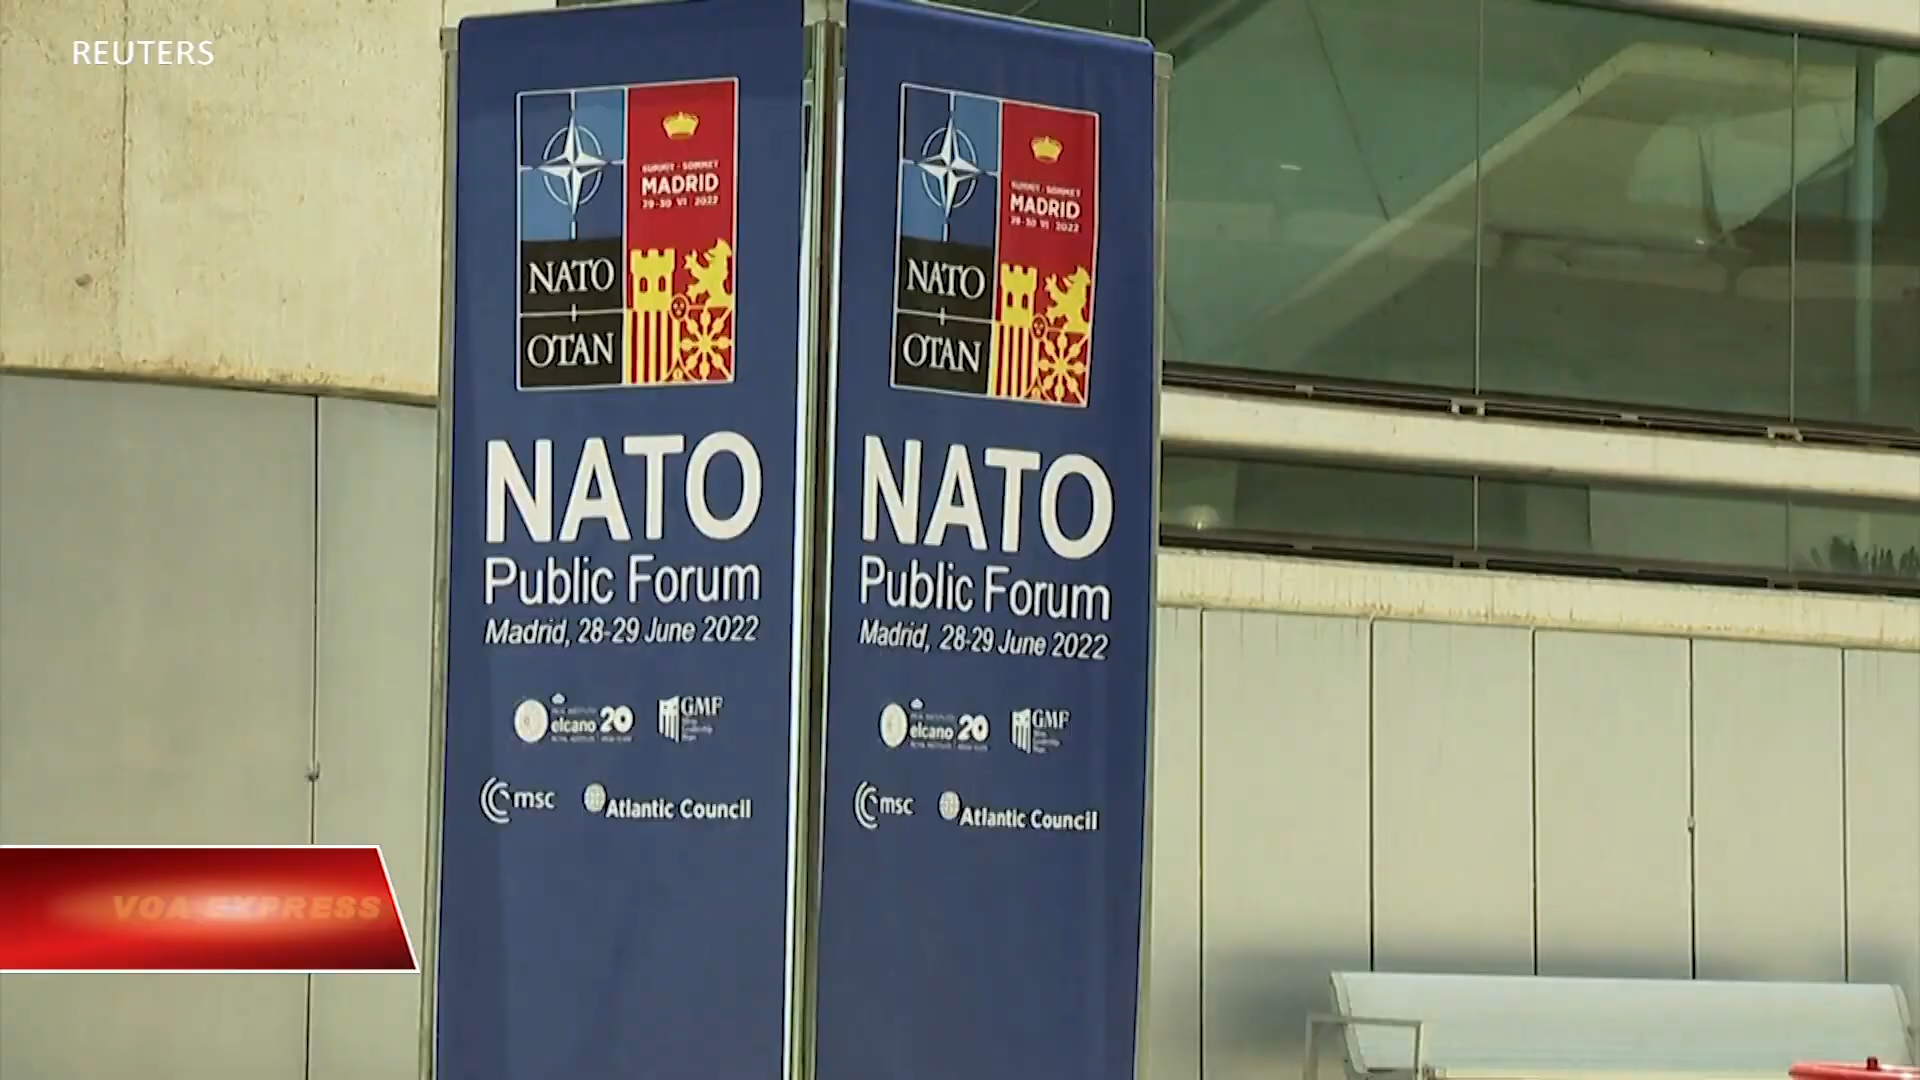 REUTERS
SUMMIT - SOMMET
MADRID
29-30 VI 2022
NATO
OTAN
NATO
Public Forum
Madrid, 28-29 June 2022
elcano 20
GMF
msc
Atlantic Council
SUMMIT - SOMMET
MADRID
29-30 VI 2022
NATO
OTAN
NATO
Public Forum
Madrid, 28-29 June 2022
elcano 20
GMF
msc
Atlantic Council
VOA EXPRESS